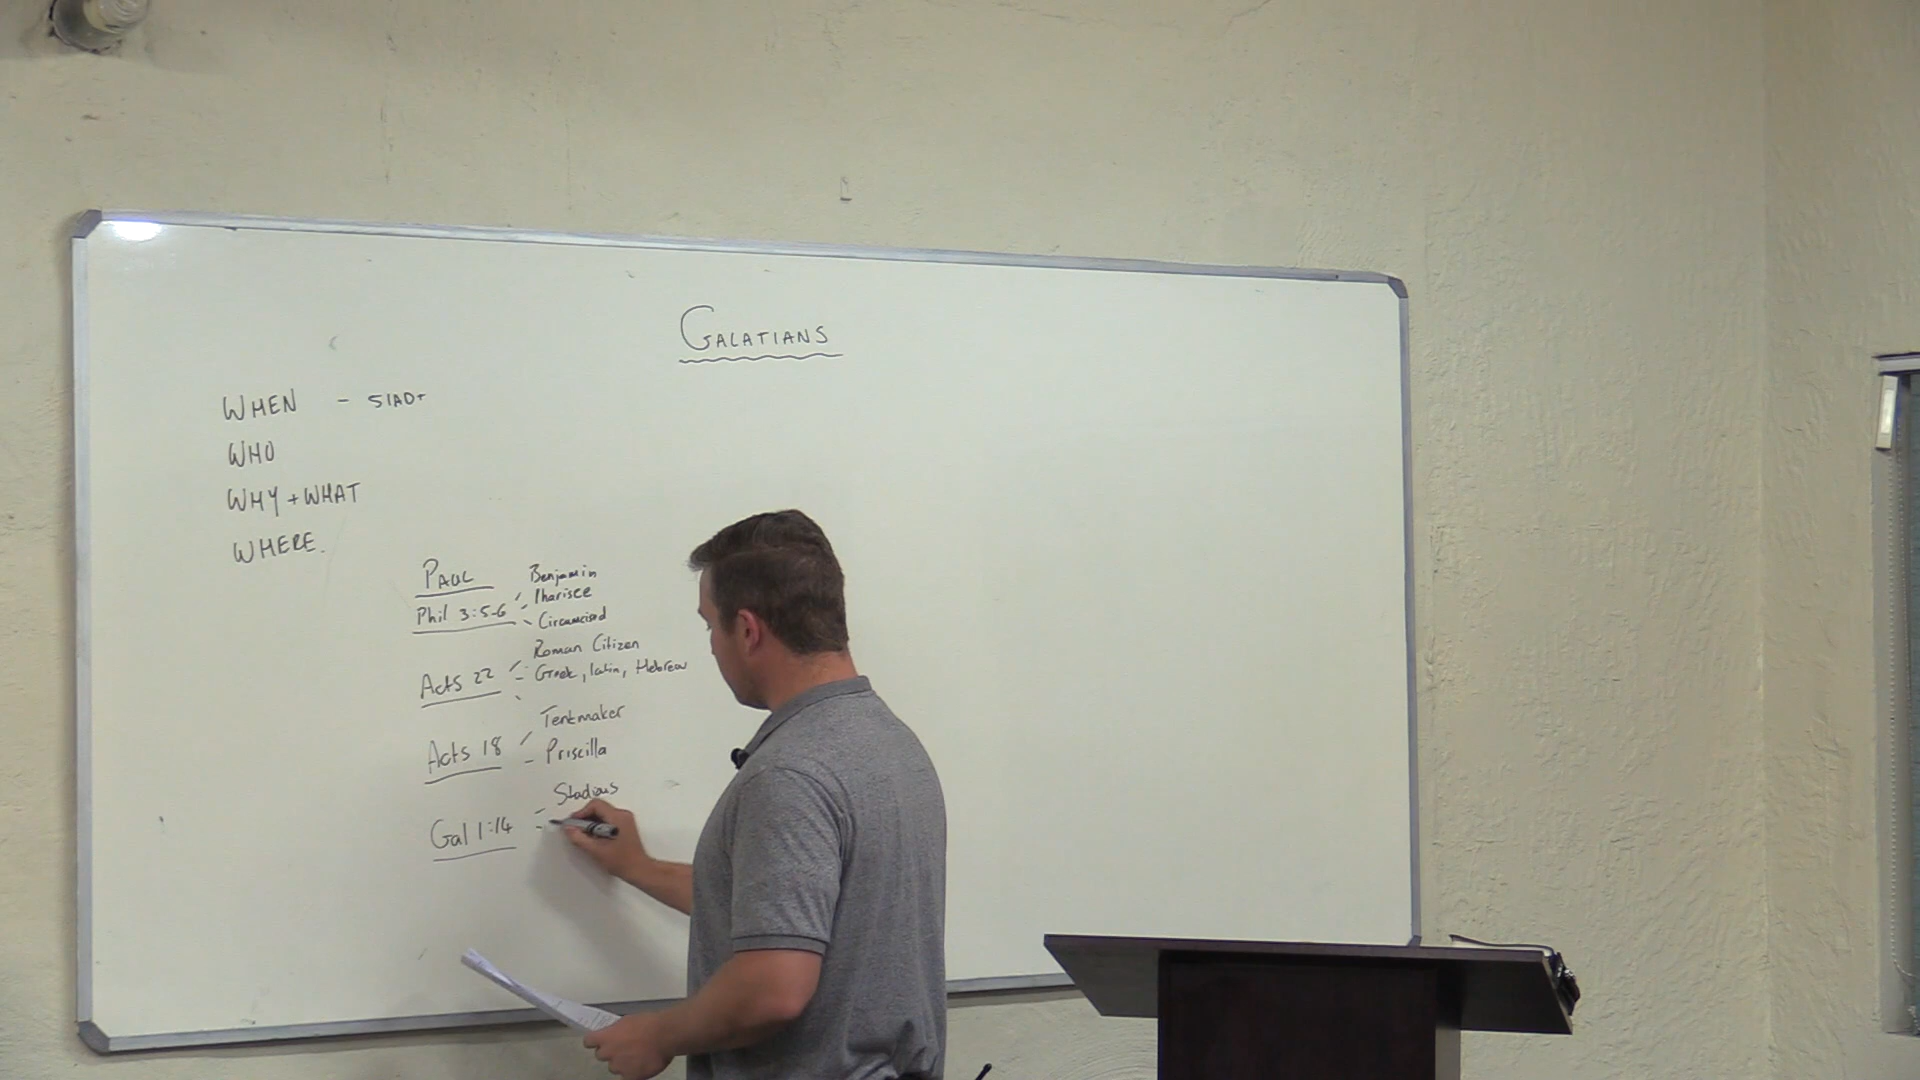 GALATIANS
WHEN - 51AD+
WHO
WHY + WHAT
WHERE.
PAUL
Phil 3:5-6
Benjamin
Pharisee
Circumcised
Acts 22
Roman Citizen
Greek, Latin, Hebrew
Acts 18
Tentmaker
Priscilla
Gal 1:14
Studious